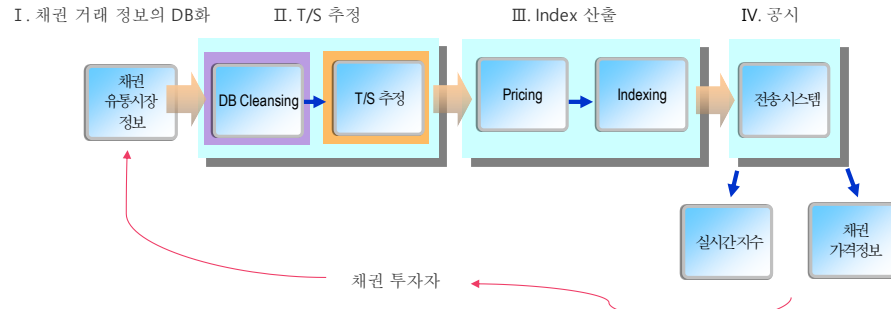 Ⅰ. 채권 거래 정보의 DB화
Ⅱ. T/S 추정
Ⅲ. Index 산출
Ⅳ. 공시
채권
유통시장
정보
DB Cleansing
T/S 추정
Pricing
Indexing
전송시스템
실시간지수
채권
가격정보
채권 투자자